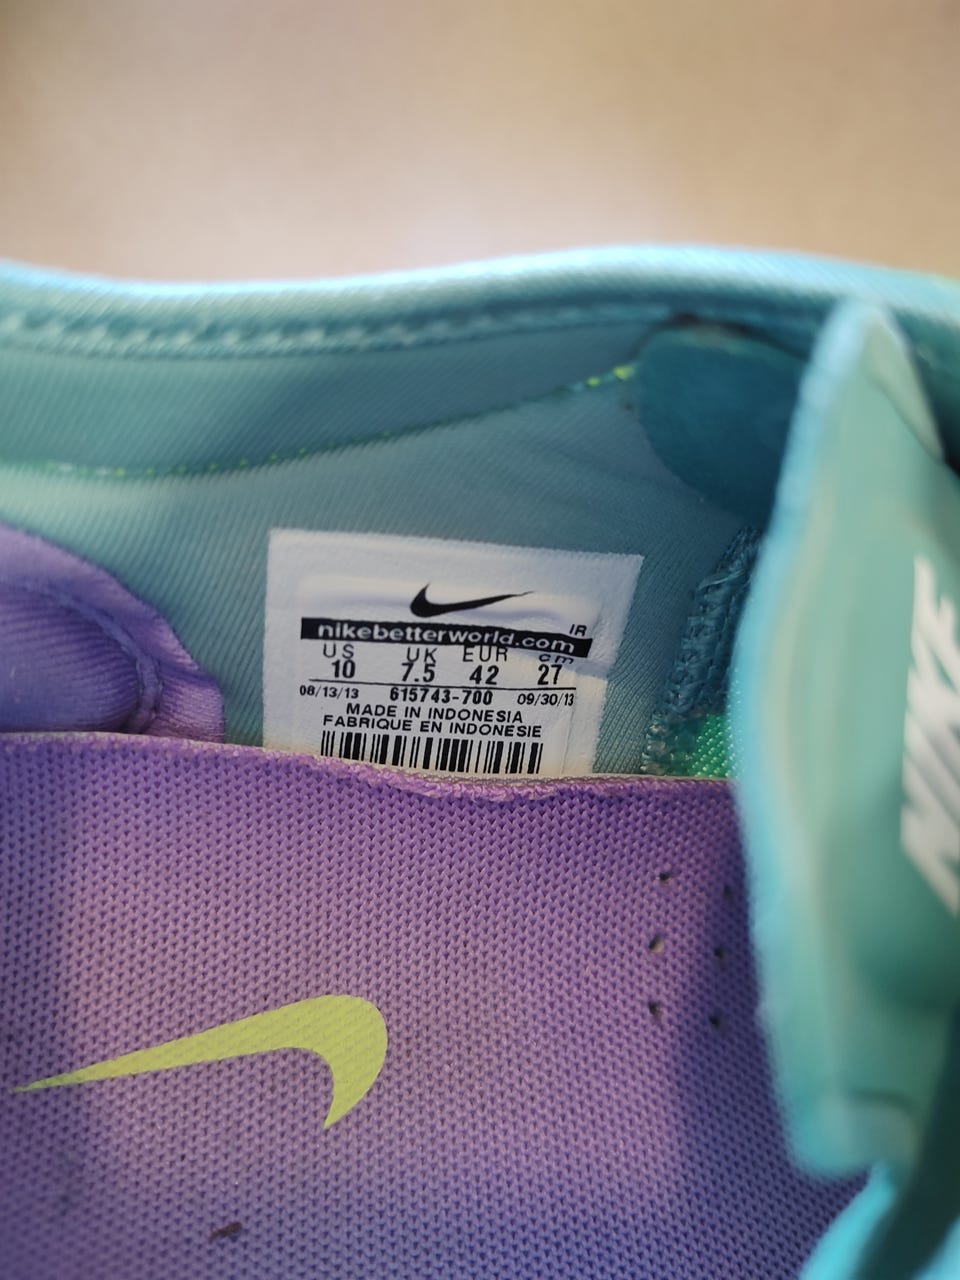 IR
nikebetterworld.com
US UK EUR cm
10 7.5 42 27
08/13/13 615743-700 09/30/13
MADE IN INDONESIA
FABRIQUE EN INDONESIE
NIKE